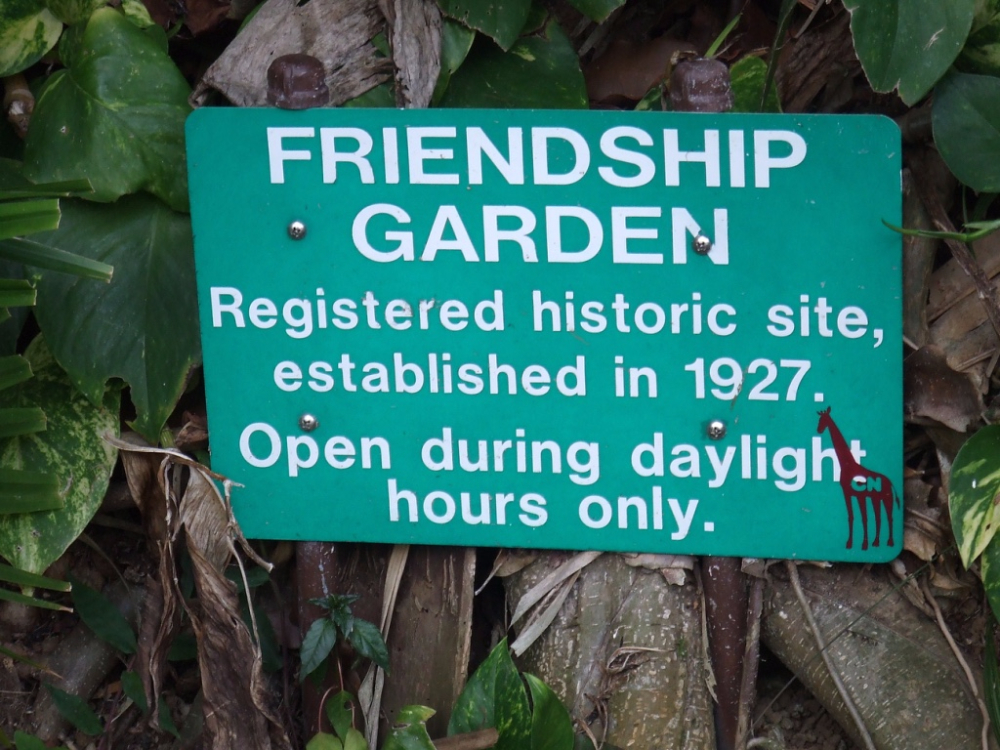 FRIENDSHIP
GARDEN
Registered historic site,
established in 1927.
Open during daylight
hours only.
CN